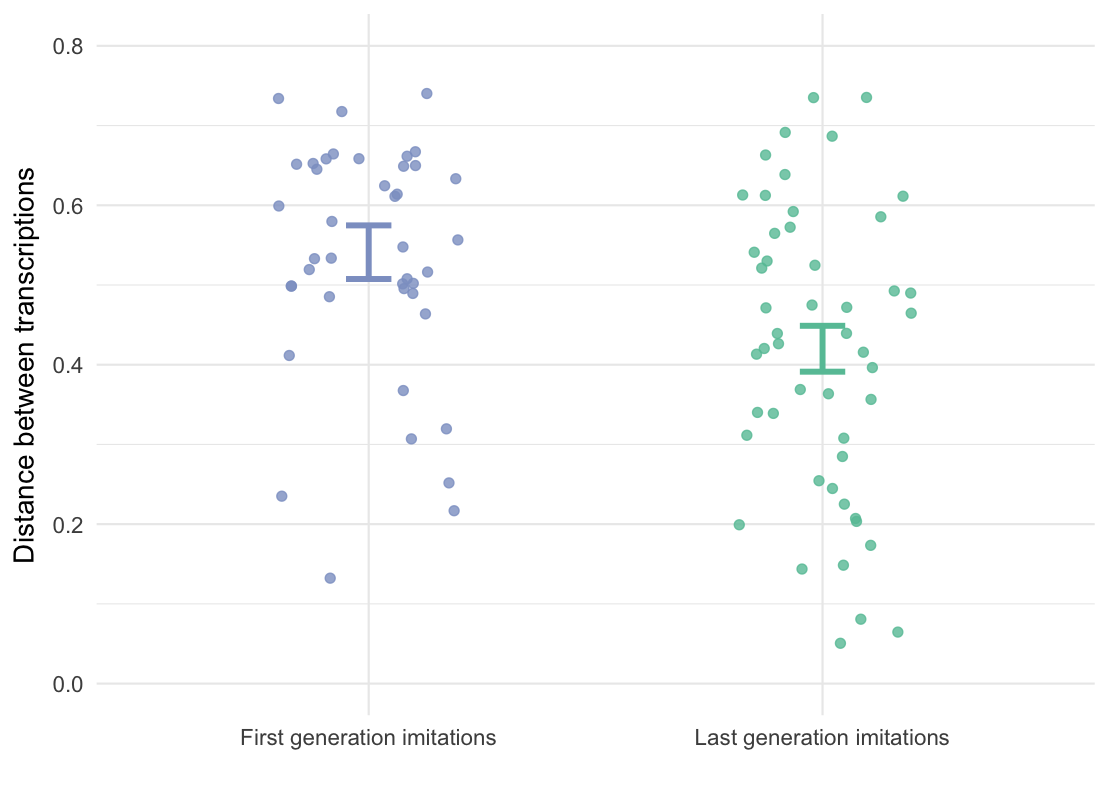 Distance between transcriptions
0.8
0.6
0.4
0.2
0.0
First generation imitations
Last generation imitations